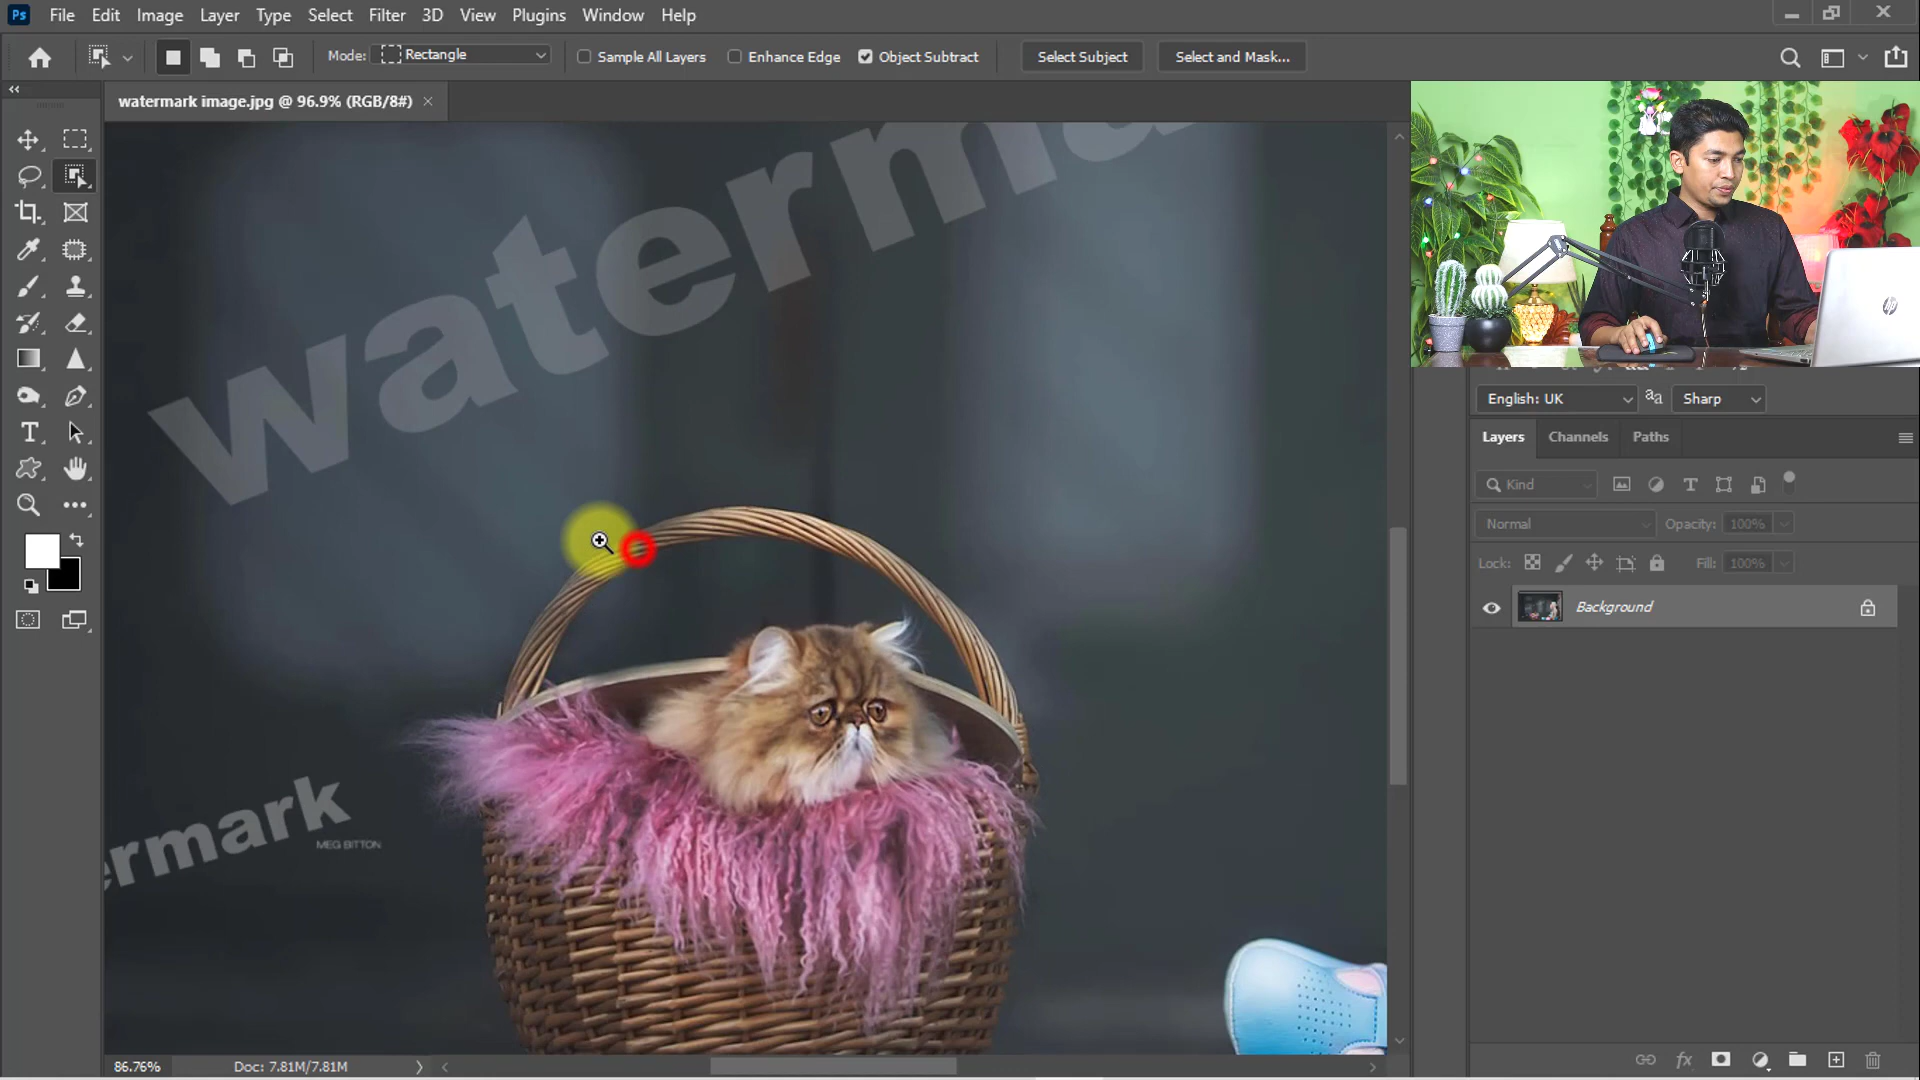 Ps File Edit Image Layer Type Select Filter 3D View Plugins Window Help
Mode: Rectangle Sample All Layers Enhance Edge Object Subtract Select Subject Select and Mask...
watermark image.jpg @ 96.9% (RGB/8#) ×
waterma
ermark
MEG BITTON
hp
English: UK aa Sharp
Layers Channels Paths
Kind
Normal Opacity: 100%
Lock: Fill: 100%
Background
fx
86.76% Doc: 7.81M/7.81M